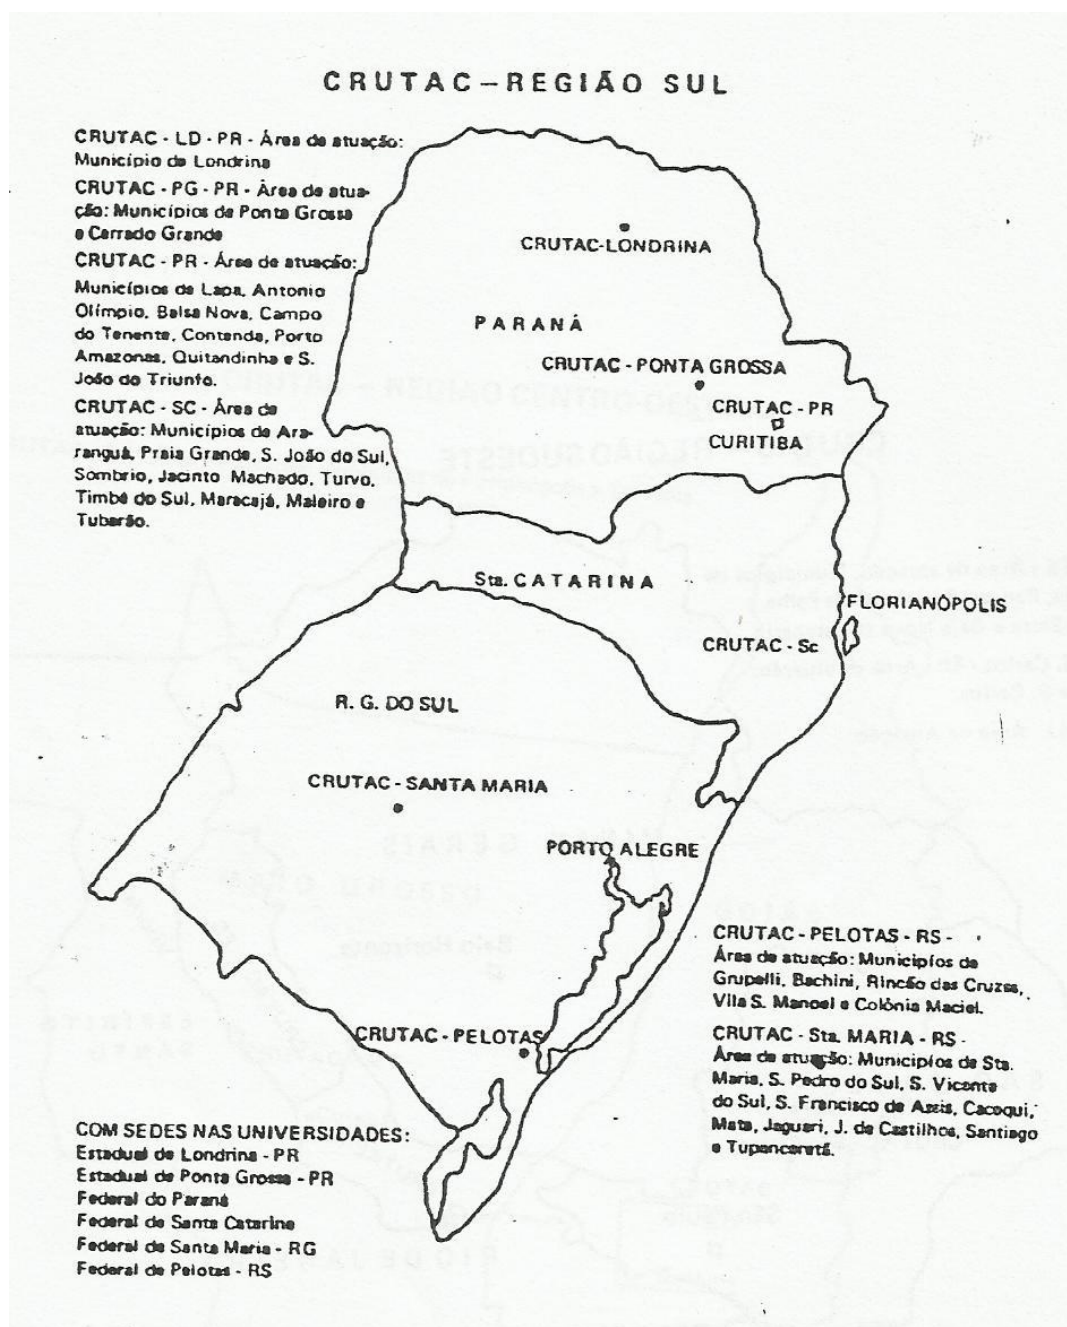 CRUTAC – REGIÃO SUL
CRUTAC - LD - PR - Área de atuação:
Município de Londrina
CRUTAC - PG - PR - Área de atua-
ção: Municípios de Ponta Grossa
e Cerrado Grande
CRUTAC - PR - Área de atuação:
Municípios de Lapa, Antonio
Olímpio, Balsa Nova, Campo
do Tenente, Contenda, Porto
Amazonas, Quitandinha e S.
João do Triunfo.
CRUTAC - SC - Área de
atuação: Municípios de Ara-
ranguá, Praia Grande, S. João do Sul,
Sombrio, Jacinto Machado, Turvo,
Timbé do Sul, Maracajá, Maleiro e
Tubarão.
CRUTAC-LONDRINA
PARANÁ
CRUTAC - PONTA GROSSA
CRUTAC - PR
CURITIBA
Sta. CATARINA
FLORIANÓPOLIS
CRUTAC - Sc
R. G. DO SUL
CRUTAC - SANTA MARIA
PORTO ALEGRE
CRUTAC - PELOTAS
CRUTAC - PELOTAS - RS -
Área de atuação: Municipíos de
Grupelli, Bachini, Rincão das Cruzes,
Vila S. Manoel e Colônia Maciel.
CRUTAC - Sta. MARIA - RS -
Área de atuação: Municipíos de Sta.
Maria, S. Pedro do Sul, S. Vicente
do Sul, S. Francisco de Assis, Cacequi,
Mata, Jaguari, J. de Castilhos, Santiago
e Tupanceretã.
COM SEDES NAS UNIVERSIDADES:
Estadual de Londrina - PR
Estadual de Ponta Grossa - PR
Federal do Paraná
Federal de Santa Catarina
Federal de Santa Maria - RG
Federal de Pelotas - RS